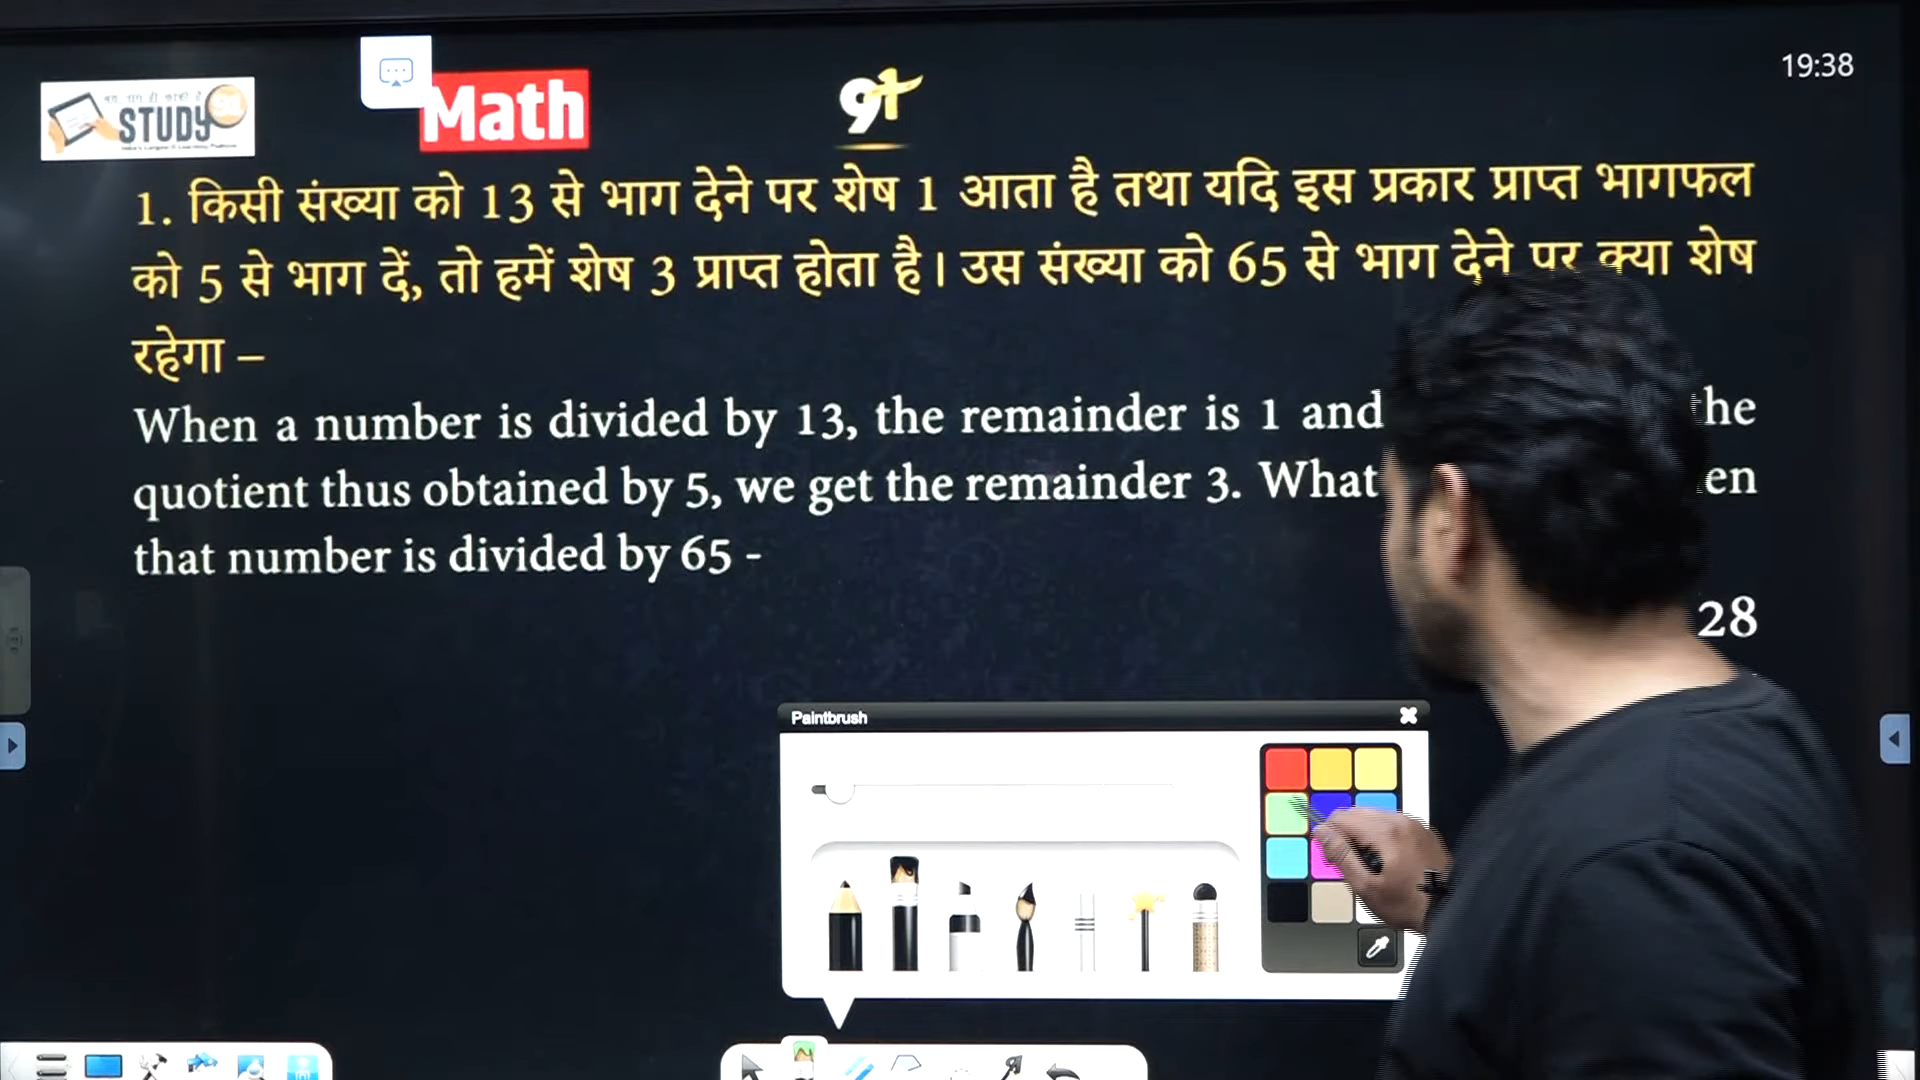 19:38
STUDY
Math
9+
1. किसी संख्या को 13 से भाग देने पर शेष 1 आता है तथा यदि इस प्रकार प्राप्त भागफल
को 5 से भाग दें, तो हमें शेष 3 प्राप्त होता है। उस संख्या को 65 से भाग देने पर क्या शेष
रहेगा –
When a number is divided by 13, the remainder is 1 and
quotient thus obtained by 5, we get the remainder 3. What
that number is divided by 65 -
28
Paintbrush